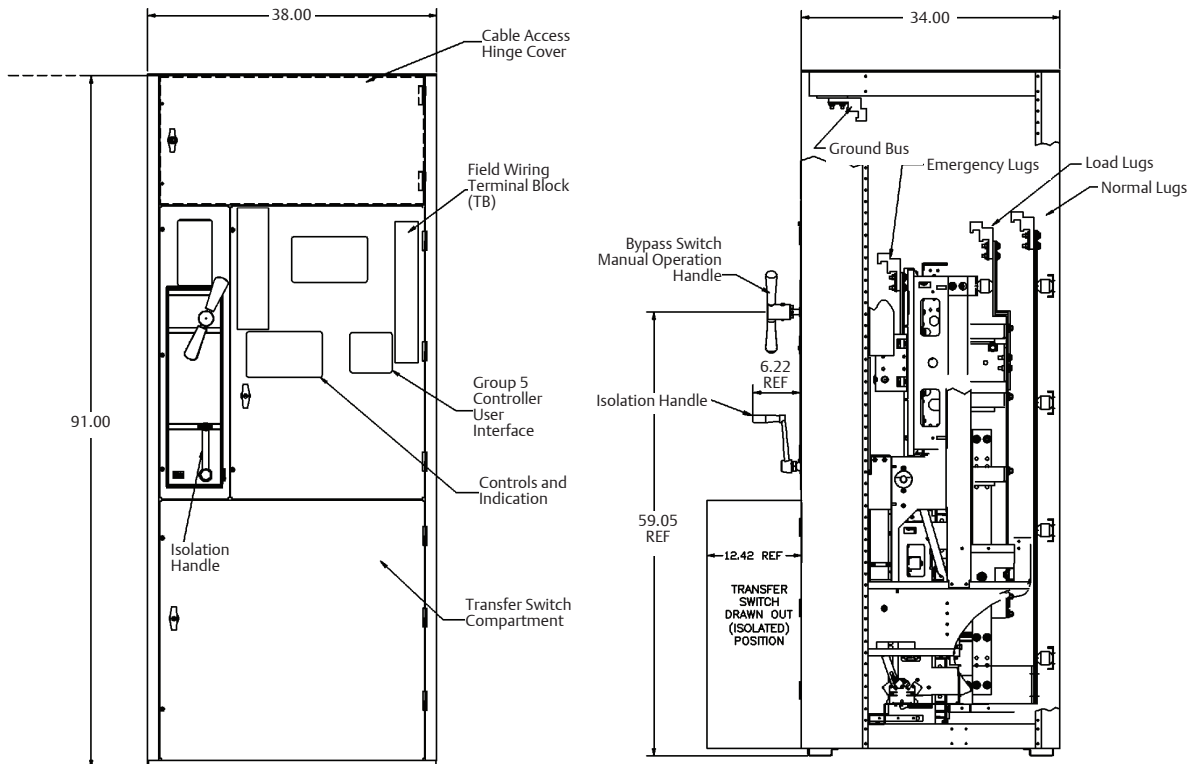 38.00
Cable Access
Hinge Cover
Field Wiring
Terminal Block
(TB)
91.00
Group 5
Controller
User
Interface
Controls and
Indication
Isolation
Handle
Transfer Switch
Compartment
34.00
Ground Bus
Emergency Lugs
Load Lugs
Normal Lugs
Bypass Switch
Manual Operation
Handle
6.22
REF
Isolation Handle
59.05
REF
12.42 REF
TRANSFER
SWITCH
DRAWN OUT
(ISOLATED)
POSITION